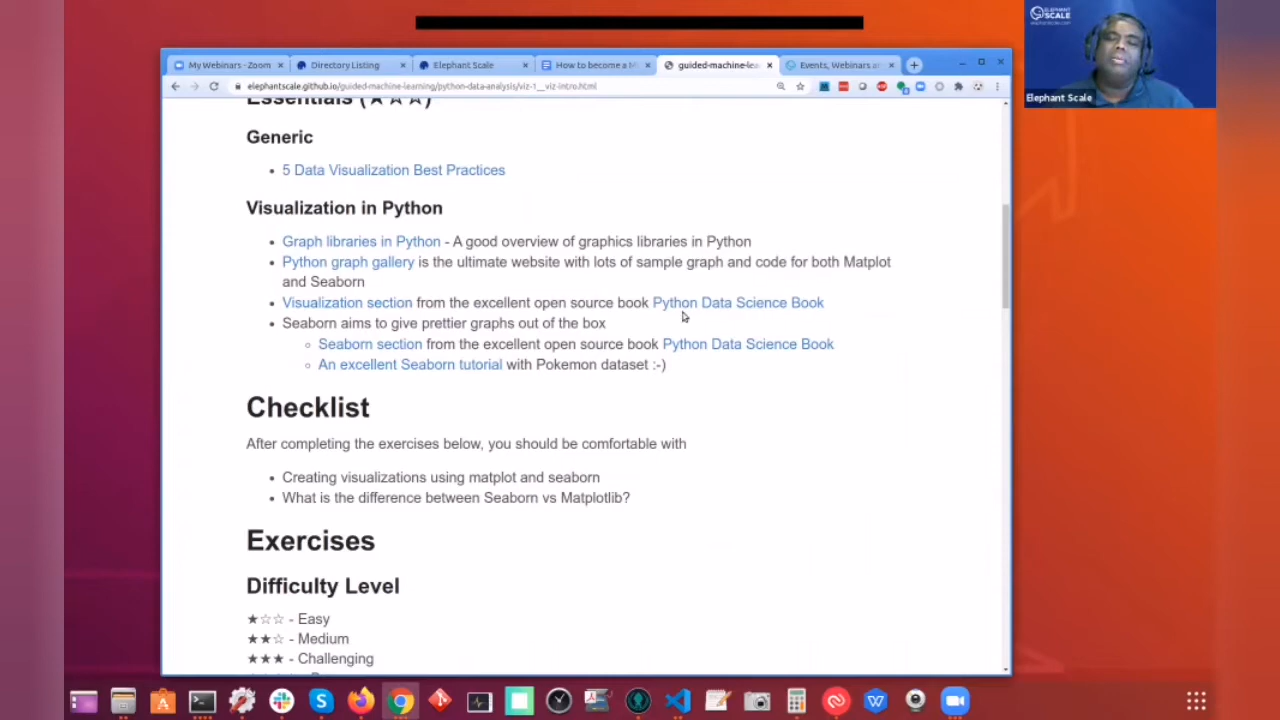 ELEPHANT
SCALE
elephantscale.com
Elephant Scale
My Webinars - Zoom
Directory Listing
Elephant Scale
How to become a M
guided-machine-lea
Events, Webinars an
elephantscale.github.io/guided-machine-learning/python-data-analysis/viz-1__viz-intro.html
Essentials (★☆☆)
Generic
• 5 Data Visualization Best Practices
Visualization in Python
• Graph libraries in Python - A good overview of graphics libraries in Python
• Python graph gallery is the ultimate website with lots of sample graph and code for both Matplot
and Seaborn
• Visualization section from the excellent open source book Python Data Science Book
• Seaborn aims to give prettier graphs out of the box
◦ Seaborn section from the excellent open source book Python Data Science Book
◦ An excellent Seaborn tutorial with Pokemon dataset :-)
Checklist
After completing the exercises below, you should be comfortable with
• Creating visualizations using matplot and seaborn
• What is the difference between Seaborn vs Matplotlib?
Exercises
Difficulty Level
★☆☆ - Easy
★★☆ - Medium
★★★ - Challenging